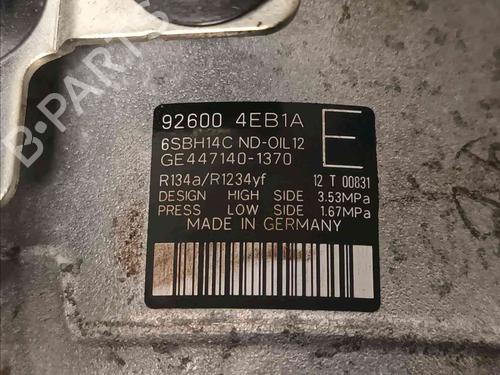 92600 4EB1A E
6SBH14C ND-OIL12
GE447140-1370
R134a/R1234yf 12 T 00831
DESIGN HIGH SIDE 3.53MPa
PRESS LOW SIDE 1.67MPa
MADE IN GERMANY
B-PARTS